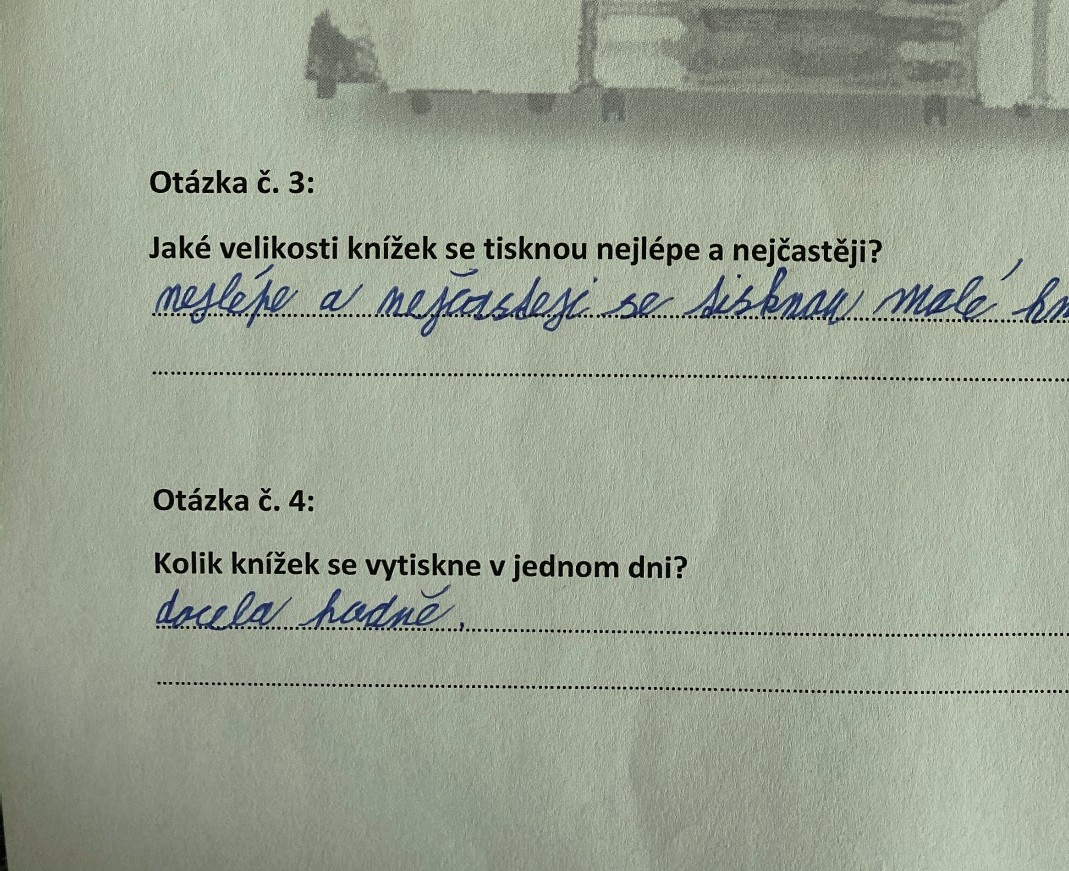 Otázka č. 3:
Jaké velikosti knížek se tisknou nejlépe a nejčastěji?
nejlépe a nejčasteji se tisknou malé
Otázka č. 4:
Kolik knížek se vytiskne v jednom dni?
docela hodně.